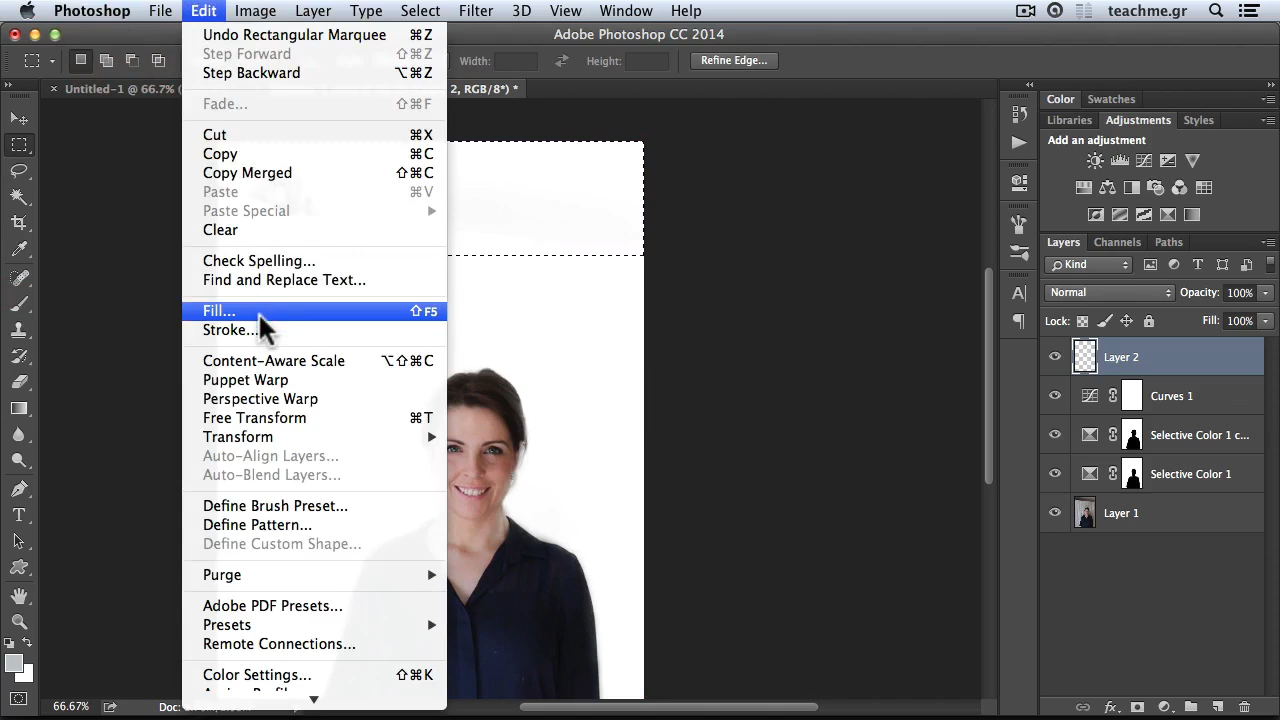 Photoshop File Edit Image Layer Type Select Filter 3D View Window Help teachme.gr
Adobe Photoshop CC 2014
Width: Height: Refine Edge...
× Untitled-1 @ 66.7% ( 2, RGB/8*) *
Undo Rectangular Marquee ⌘Z
Step Forward ⇧⌘Z
Step Backward ⌥⌘Z
Fade... ⇧⌘F
Cut ⌘X
Copy ⌘C
Copy Merged ⇧⌘C
Paste ⌘V
Paste Special ▶
Clear
Check Spelling...
Find and Replace Text...
Fill... ⇧F5
Stroke...
Content-Aware Scale ⌥⇧⌘C
Puppet Warp
Perspective Warp
Free Transform ⌘T
Transform ▶
Auto-Align Layers...
Auto-Blend Layers...
Define Brush Preset...
Define Pattern...
Define Custom Shape...
Purge ▶
Adobe PDF Presets...
Presets ▶
Remote Connections...
Color Settings... ⇧⌘K
Color Swatches
Libraries Adjustments Styles
Add an adjustment
Layers Channels Paths
Kind
Normal Opacity: 100%
Lock: Fill: 100%
Layer 2
Curves 1
Selective Color 1 c...
Selective Color 1
Layer 1
66.67% Doc: